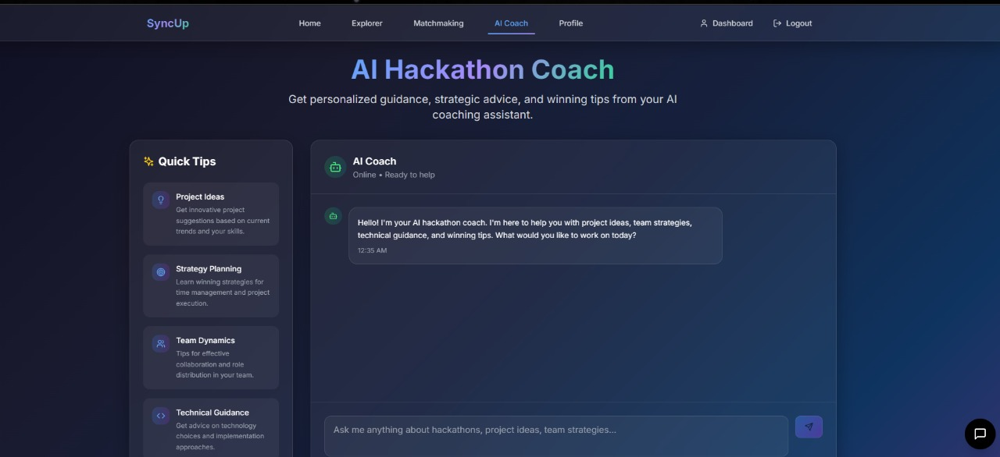 SyncUp
Home
Explorer
Matchmaking
AI Coach
Profile
Dashboard
Logout
AI Hackathon Coach
Get personalized guidance, strategic advice, and winning tips from your AI
coaching assistant.
Quick Tips
Project Ideas
Get innovative project
suggestions based on current
trends and your skills.
Strategy Planning
Learn winning strategies for
time management and project
execution.
Team Dynamics
Tips for effective
collaboration and role
distribution in your team.
Technical Guidance
Get advice on technology
choices and implementation
approaches.
AI Coach
Online • Ready to help
Hello! I'm your AI hackathon coach. I'm here to help you with project ideas, team strategies,
technical guidance, and winning tips. What would you like to work on today?
12:35 AM
Ask me anything about hackathons, project ideas, team strategies...